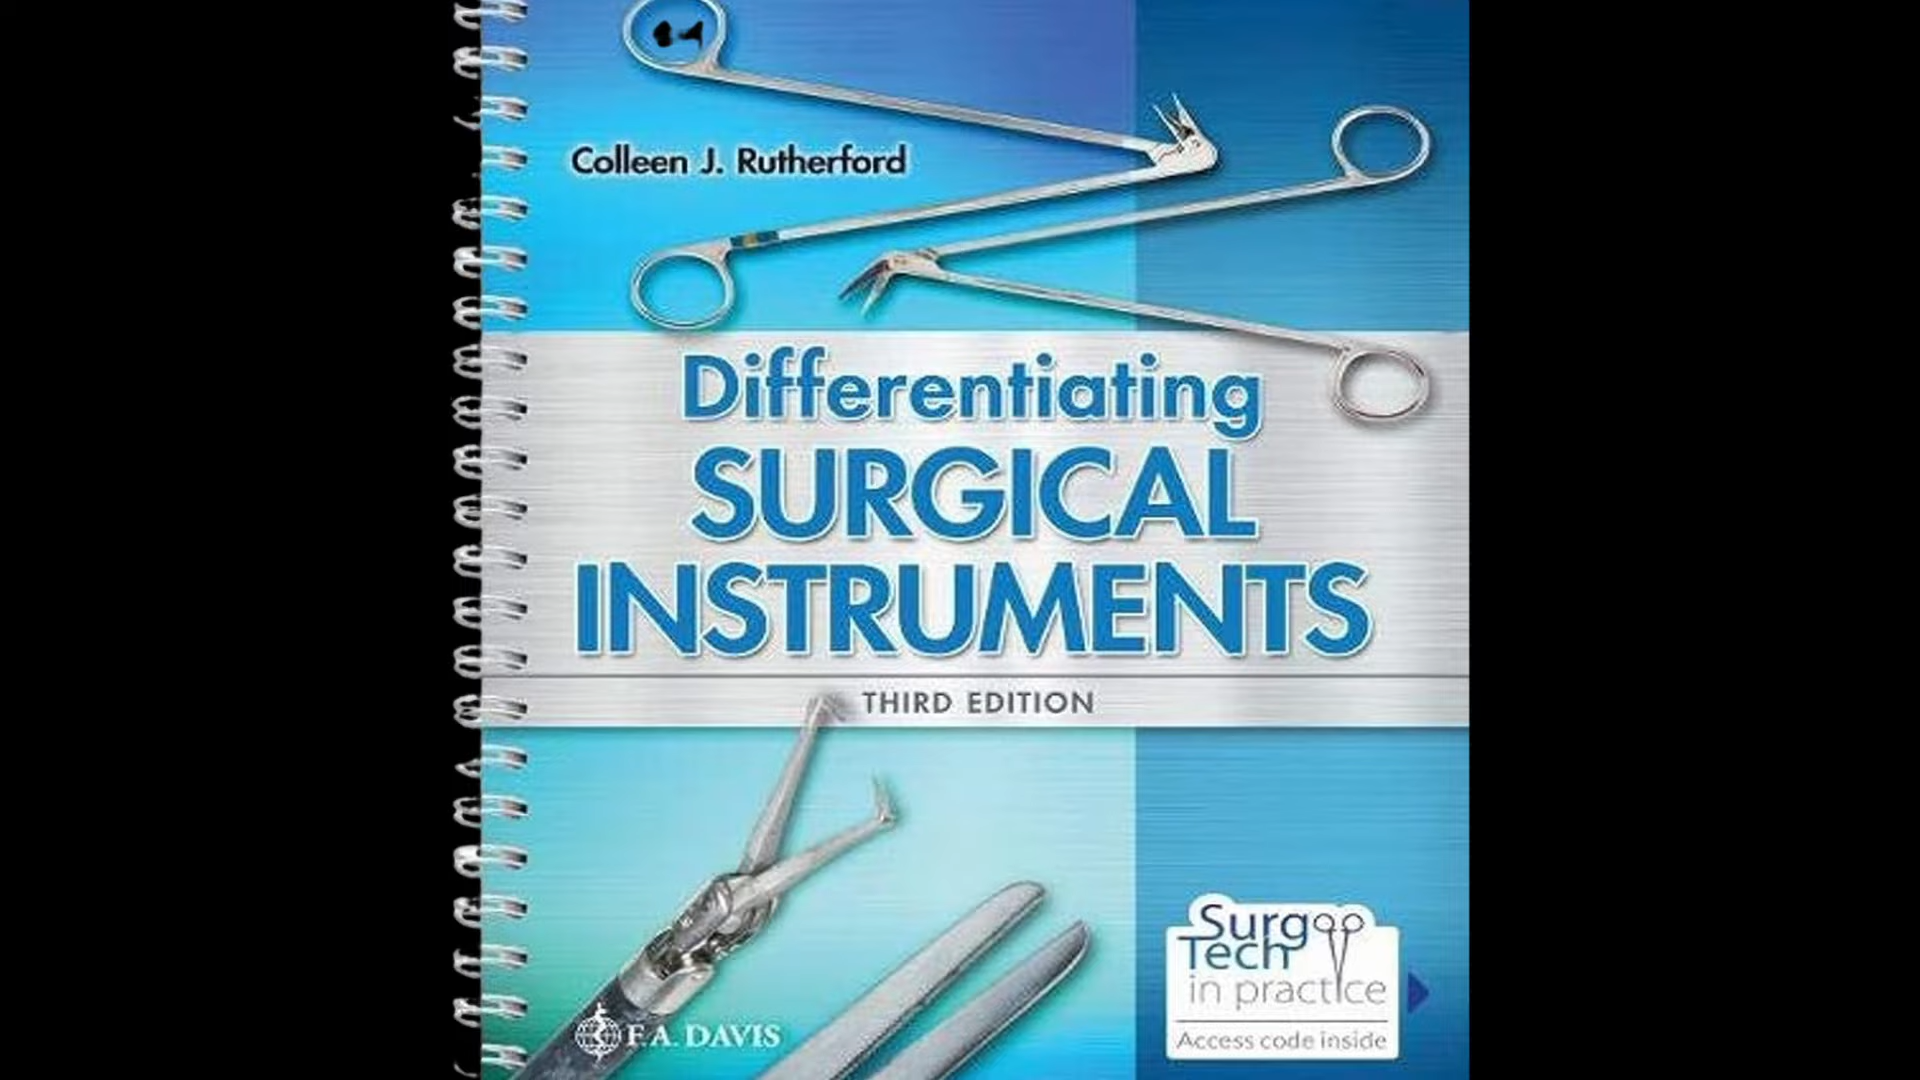 Colleen J. Rutherford
Differentiating
SURGICAL
INSTRUMENTS
THIRD EDITION
Surg
Tech
in practice
Access code inside
F.A. DAVIS